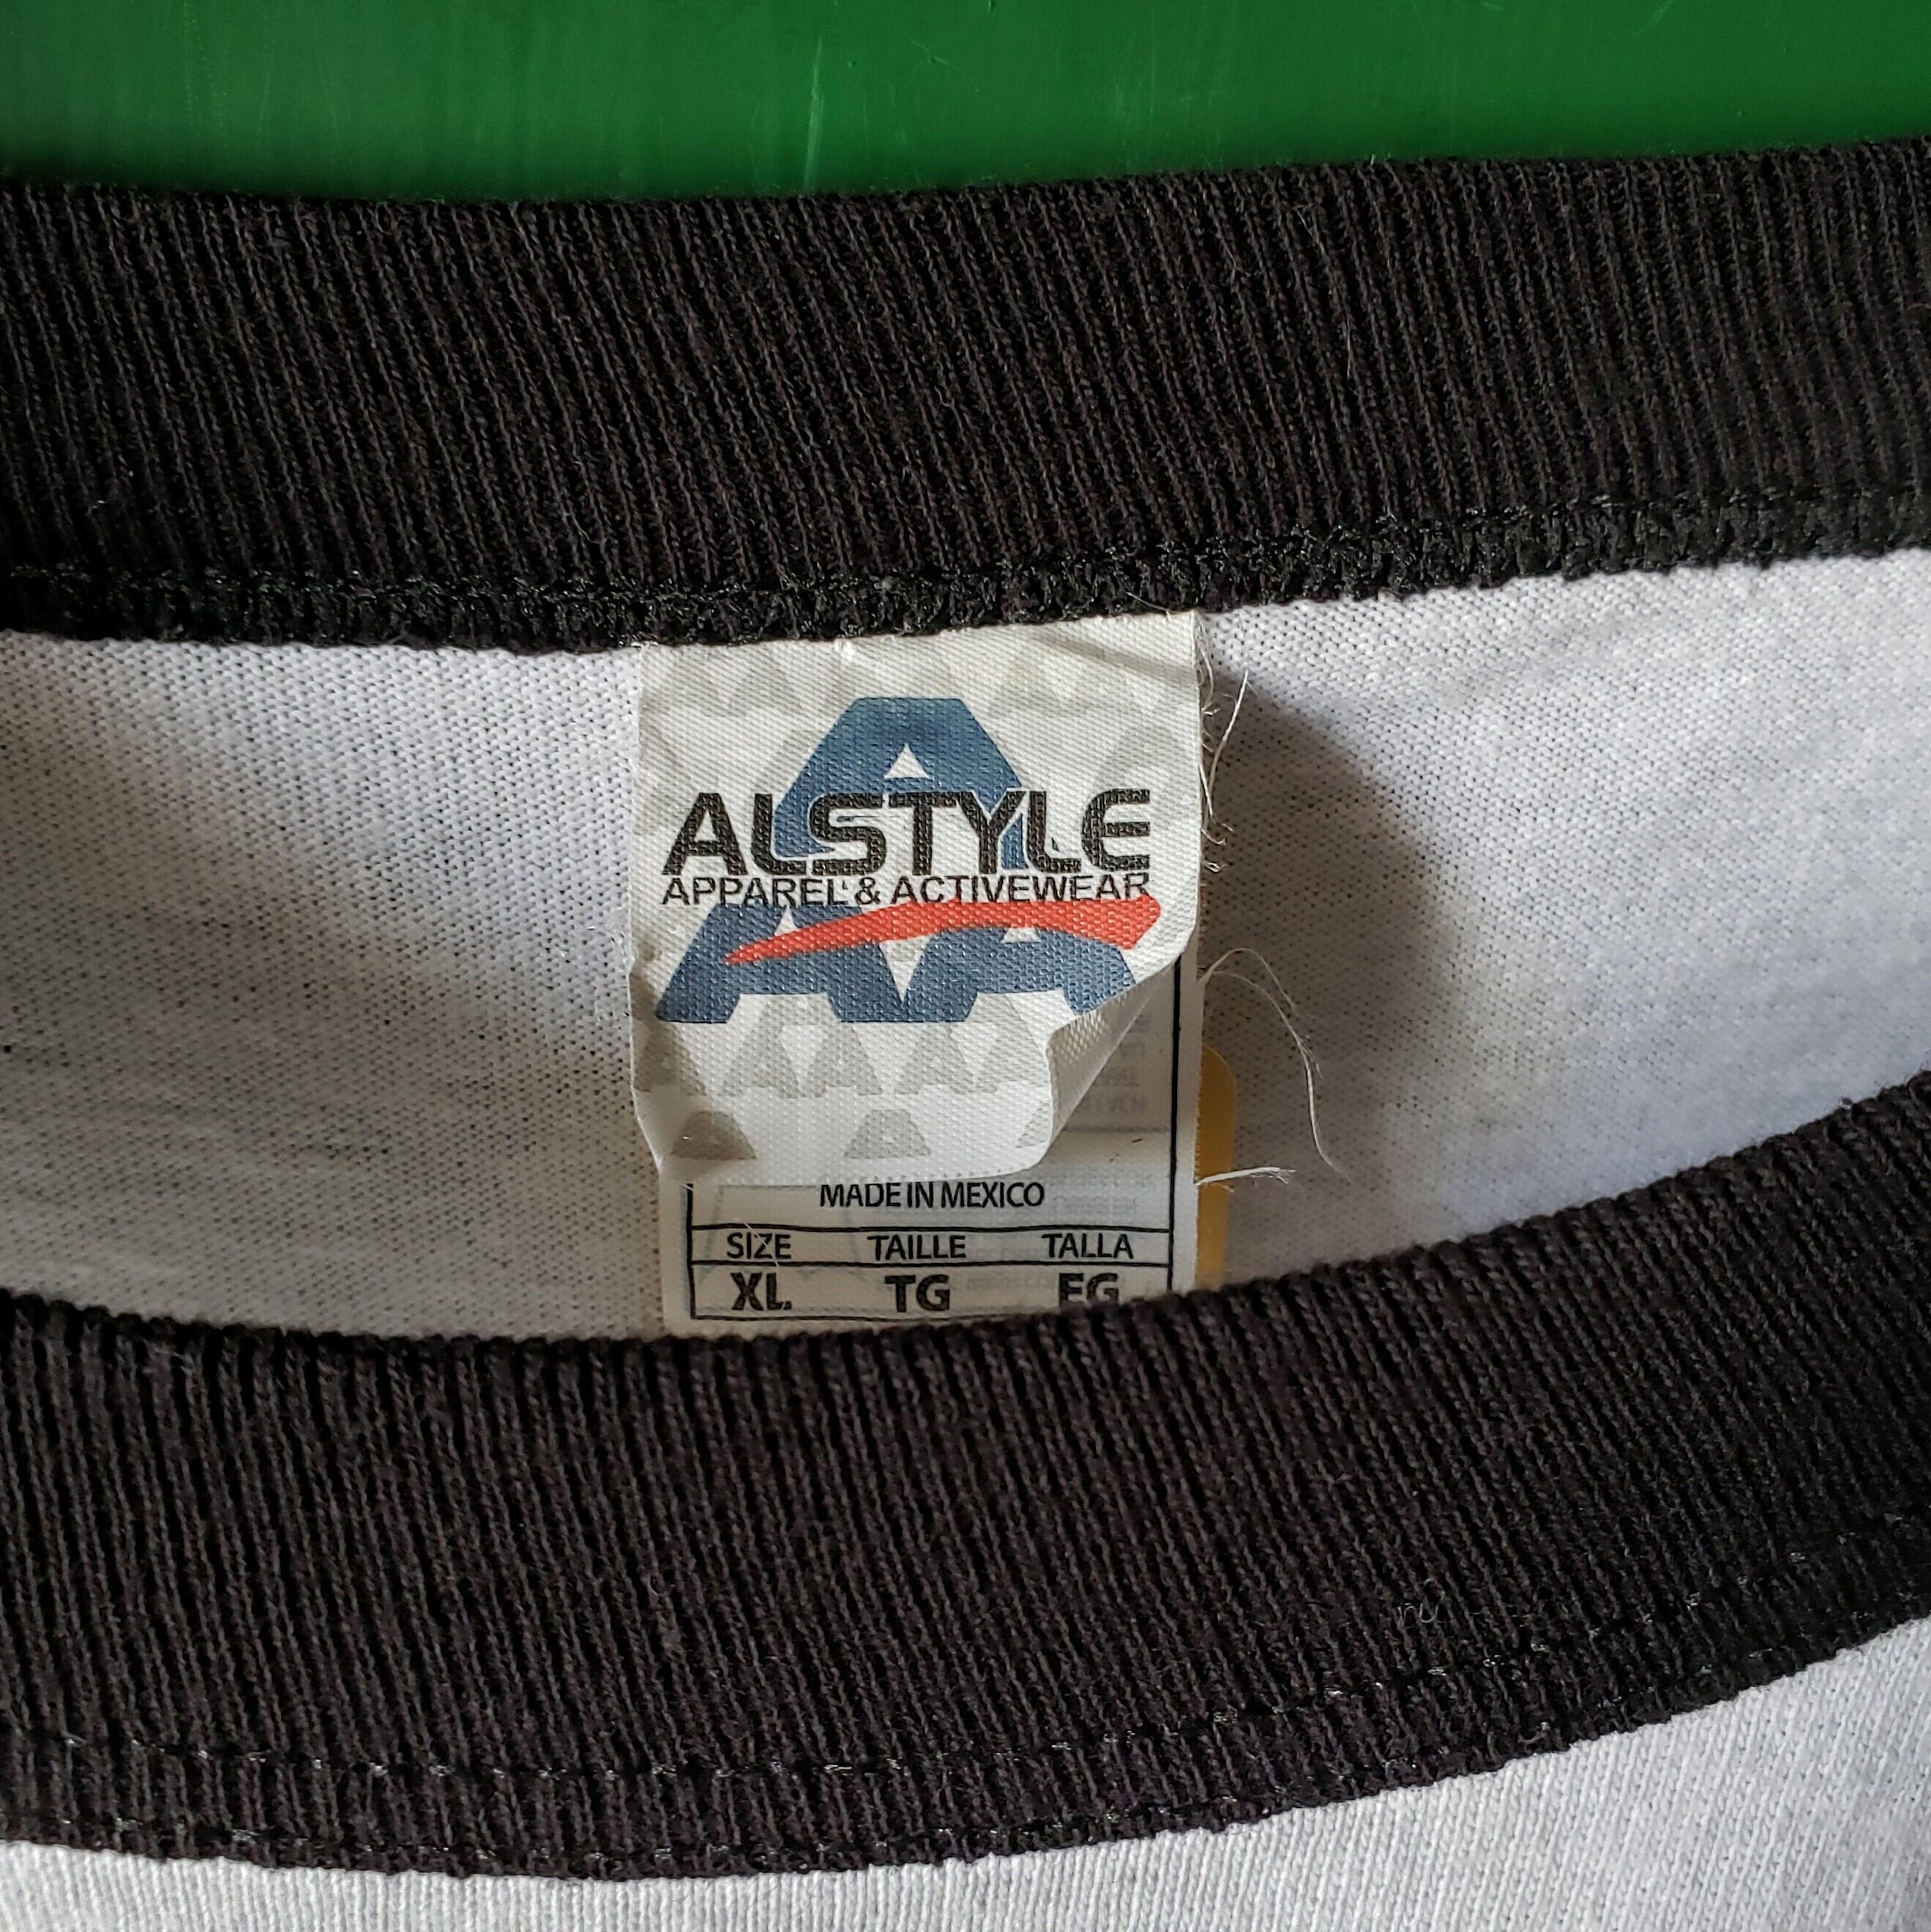 ALSTYLE
APPAREL & ACTIVEWEAR
MADE IN MEXICO
SIZE TAILLE TALLA
XL TG EG